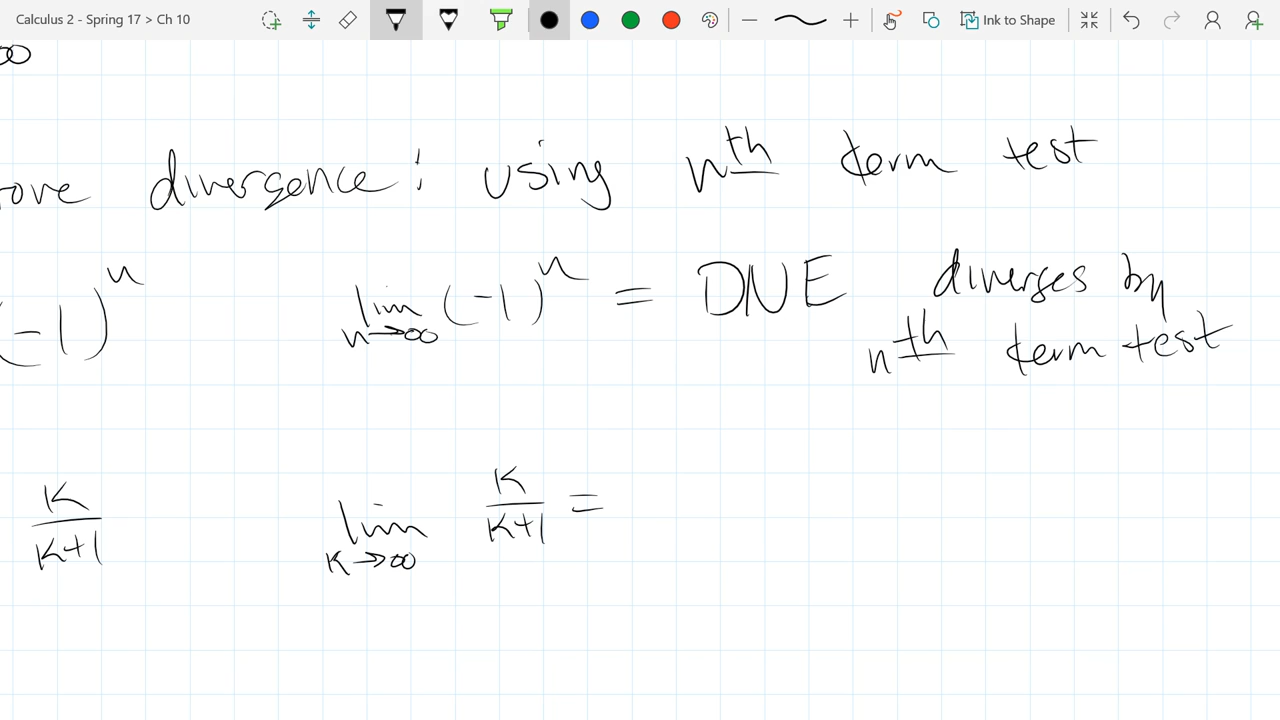 Calculus 2 - Spring 17 > Ch 10
Ink to Shape
∞
ove divergence: using nth term test
(-1)^n lim n→∞ (-1)^n = DNE diverges by
nth term test
K/(K+1) lim K→∞ K/(K+1) =